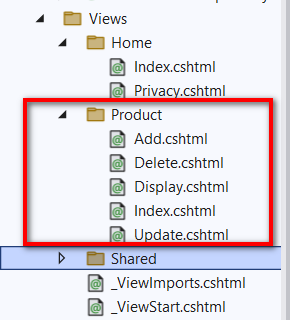 Views
Home
Index.cshtml
Privacy.cshtml
Product
Add.cshtml
Delete.cshtml
Display.cshtml
Index.cshtml
Update.cshtml
Shared
_ViewImports.cshtml
_ViewStart.cshtml